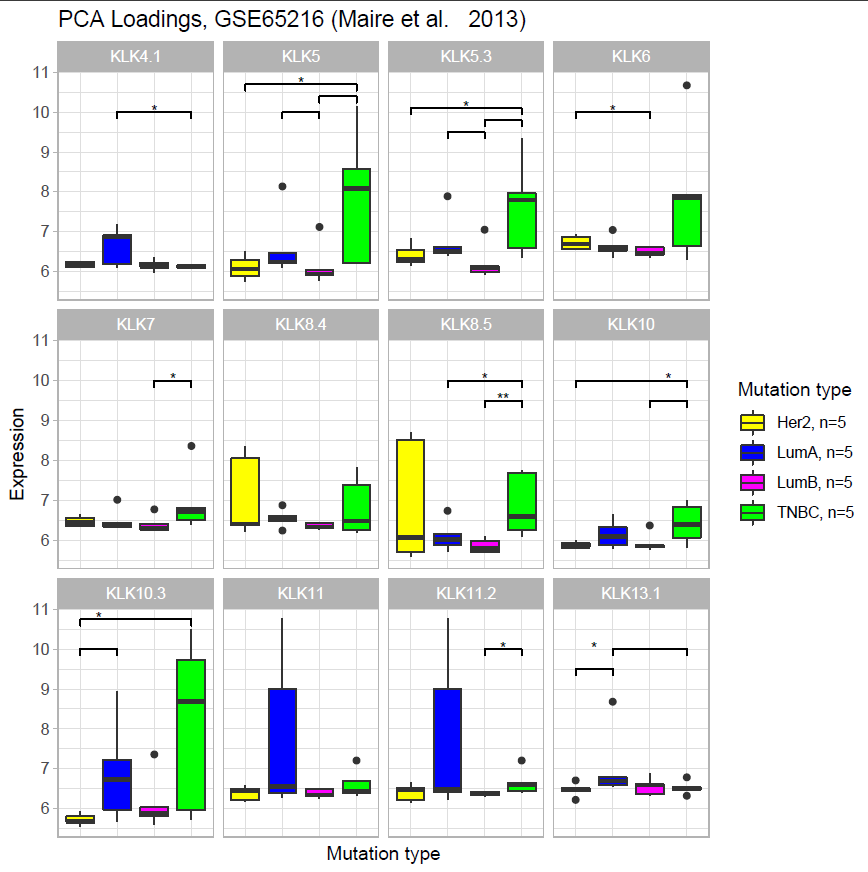 PCA Loadings, GSE65216 (Maire et al. 2013)
KLK4.1 KLK5 KLK5.3 KLK6
11
10
9
8
7
6
* * * *
KLK7 KLK8.4 KLK8.5 KLK10
11
10
9
8
7
6
* * ** *
KLK10.3 KLK11 KLK11.2 KLK13.1
11
10
9
8
7
6
* * *
Expression
Mutation type
Mutation type
Her2, n=5
LumA, n=5
LumB, n=5
TNBC, n=5